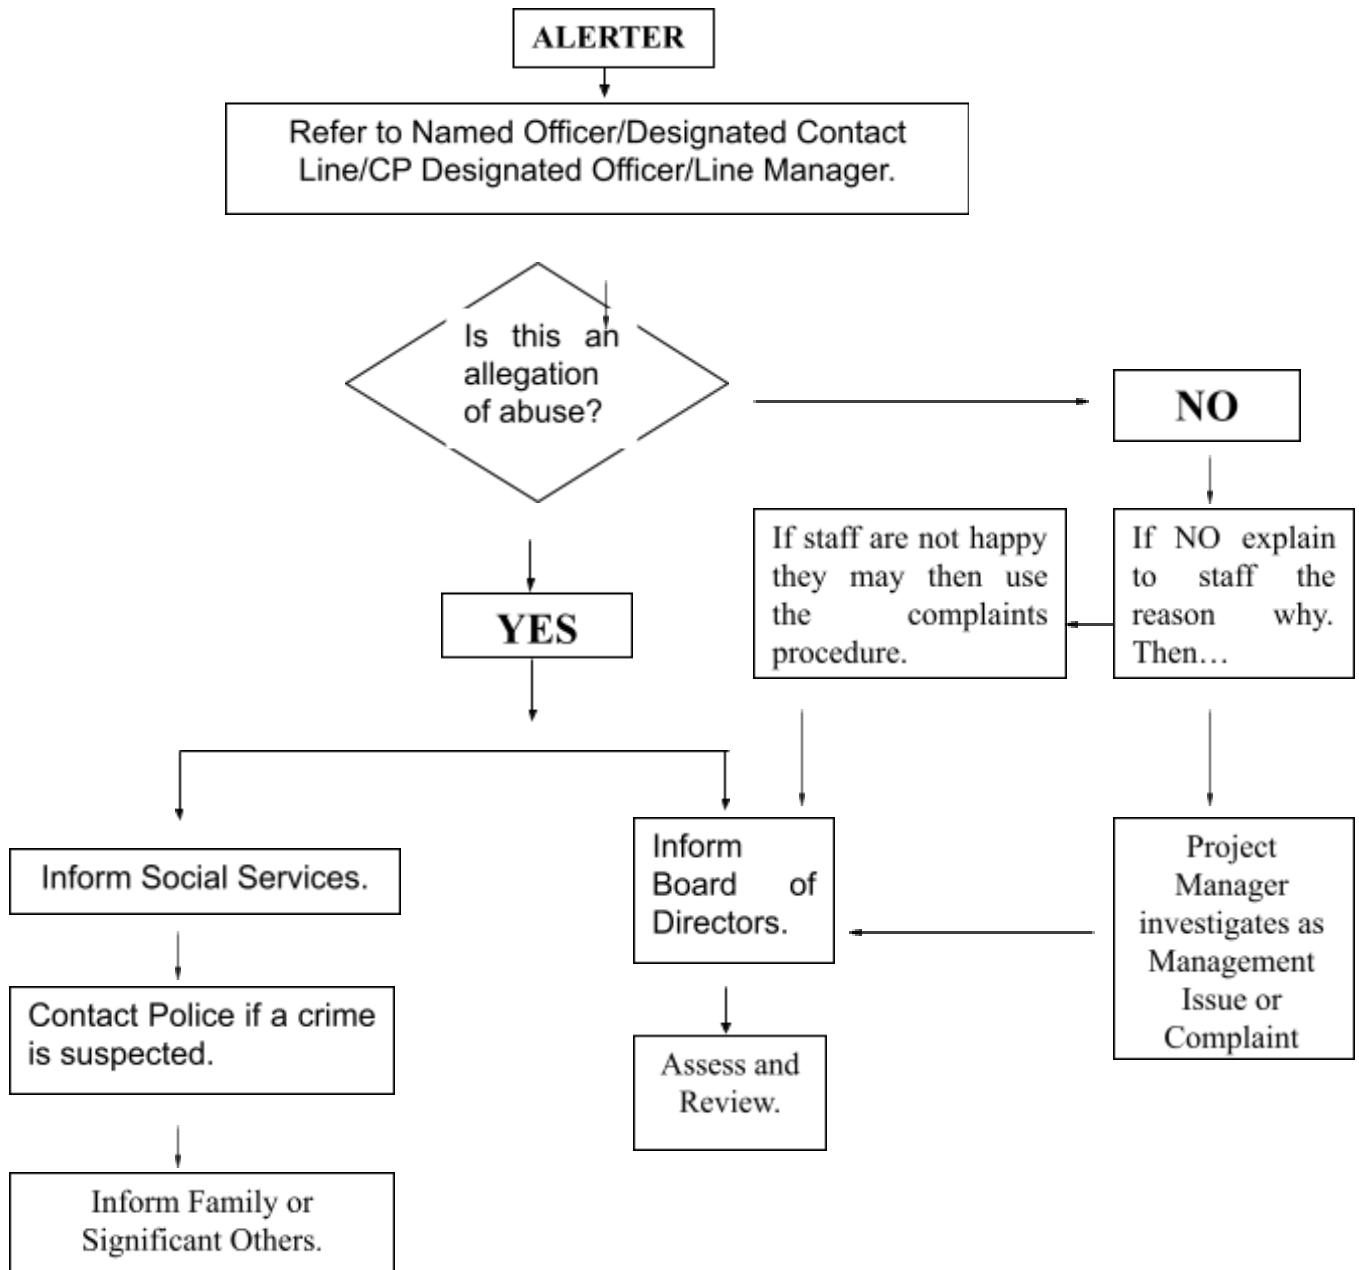 ALERTER
Refer to Named Officer/Designated Contact
Line/CP Designated Officer/Line Manager.
Is this an
allegation
of abuse?
NO
If staff are not happy
they may then use
the complaints
procedure.
If NO explain
to staff the
reason why.
Then…
YES
Inform Social Services.
Inform
Board of
Directors.
Project
Manager
investigates as
Management
Issue or
Complaint
Contact Police if a crime
is suspected.
Assess and
Review.
Inform Family or
Significant Others.